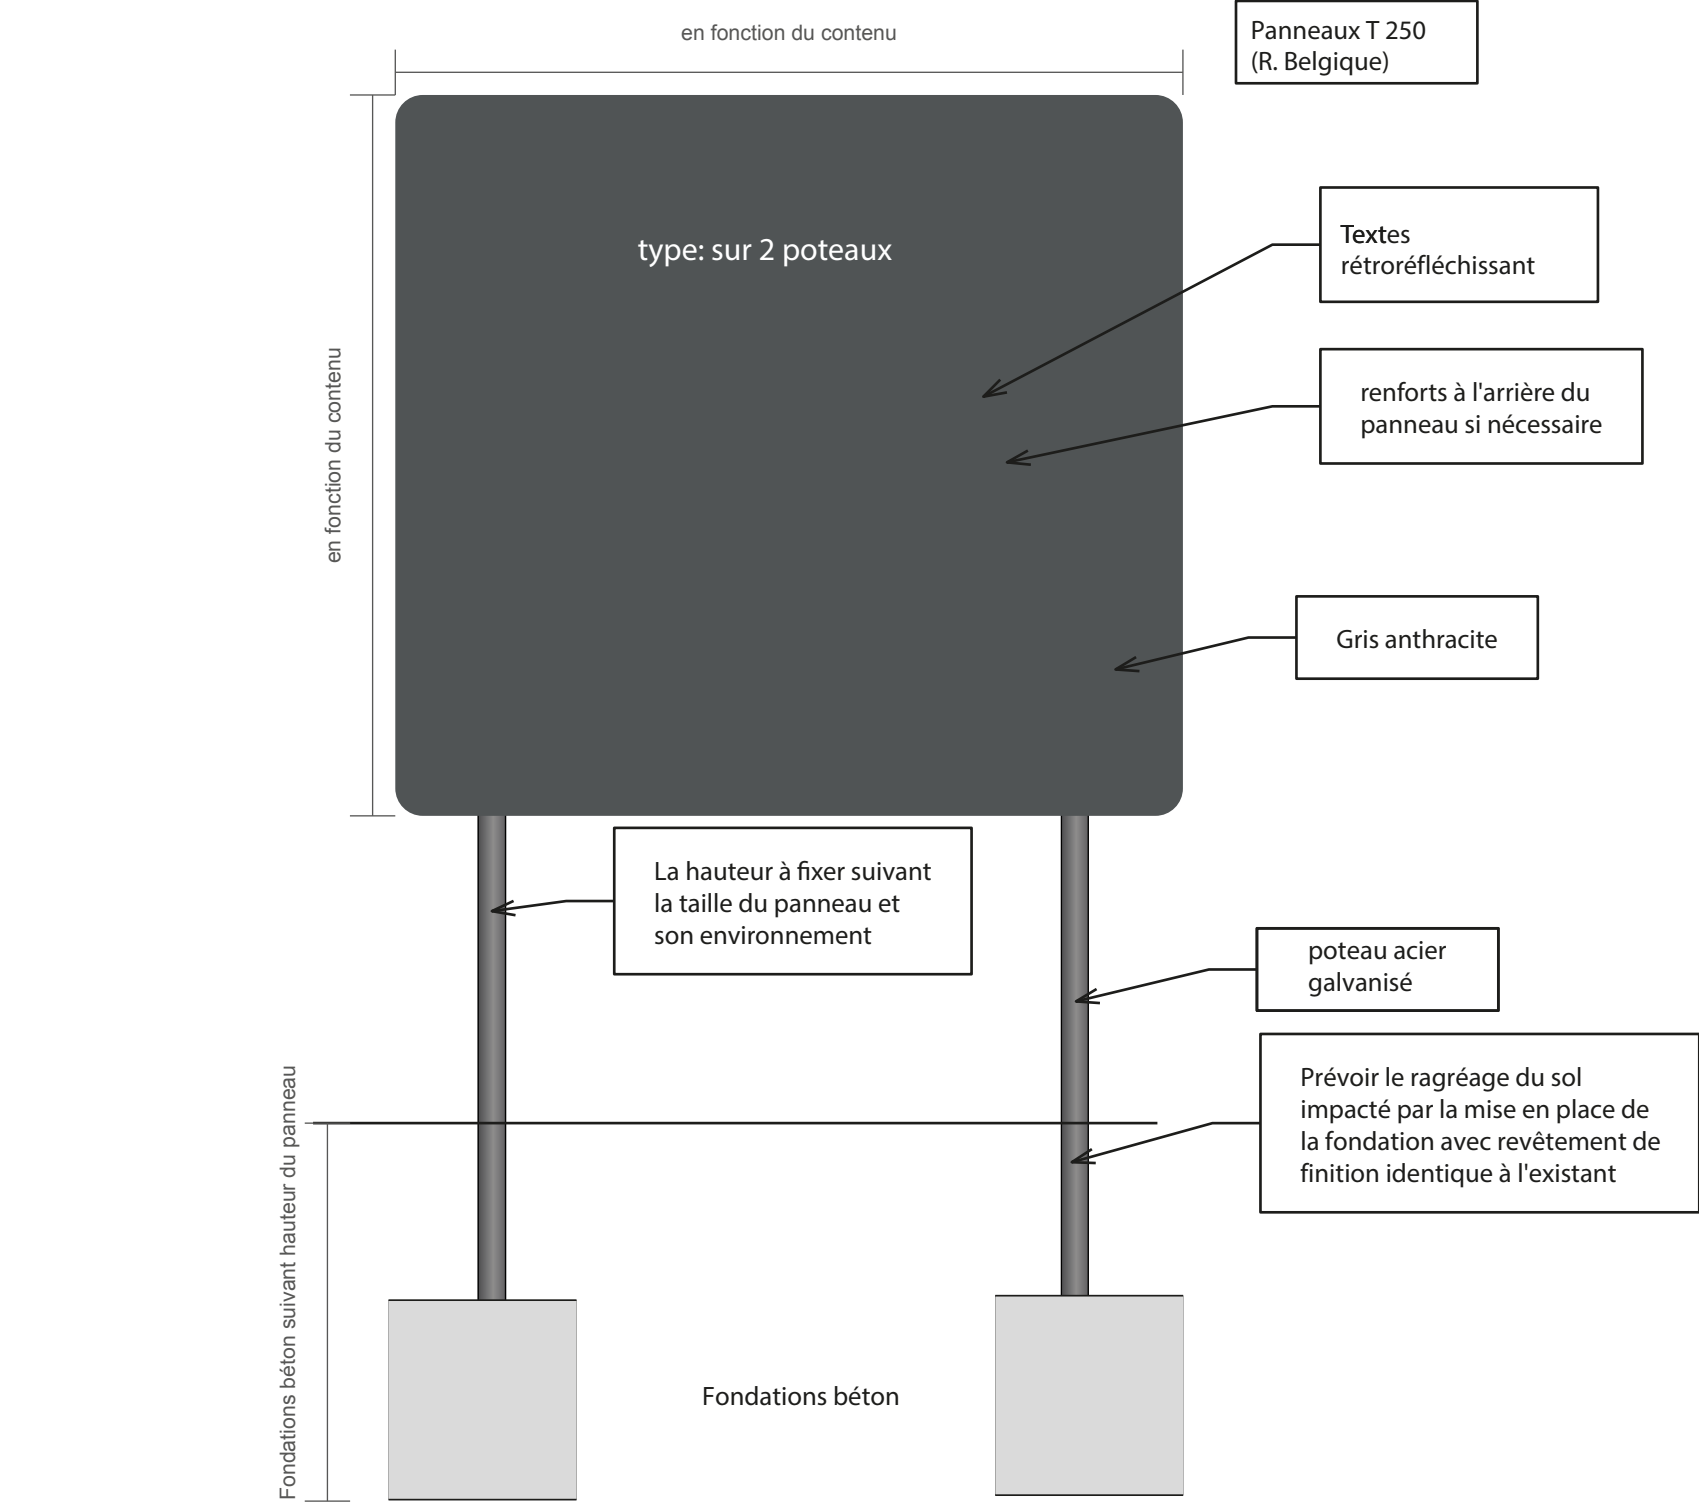 en fonction du contenu
Panneaux T 250
(R. Belgique)
type: sur 2 poteaux
Textes
rétroréfléchissant
en fonction du contenu
renforts à l'arrière du
panneau si nécessaire
Gris anthracite
La hauteur à fixer suivant
la taille du panneau et
son environnement
poteau acier
galvanisé
Prévoir le ragréage du sol
impacté par la mise en place de
la fondation avec revêtement de
finition identique à l'existant
Fondations béton suivant hauteur du panneau
Fondations béton